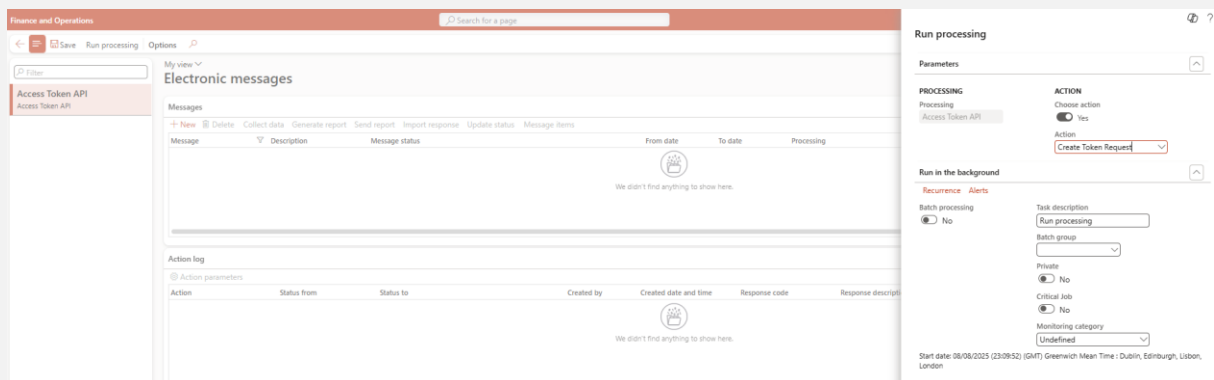 Finance and Operations
Search for a page
?
Save Run processing Options
Filter
Access Token API
Access Token API
My view
Electronic messages
Messages
+ New Delete Collect data Generate report Send report Import response Update status Message items
Message Description Message status From date To date Processing
We didn't find anything to show here.
Action log
Action parameters
Action Status from Status to Created by Created date and time Response code Response descripti
We didn't find anything to show here.
Run processing
Parameters
PROCESSING
Processing
Access Token API
ACTION
Choose action
Yes
Action
Create Token Request
Run in the background
Recurrence Alerts
Batch processing
No
Task description
Run processing
Batch group
Private
No
Critical Job
No
Monitoring category
Undefined
Start date: 08/08/2025 (23:09:52) (GMT) Greenwich Mean Time : Dublin, Edinburgh, Lisbon,
London